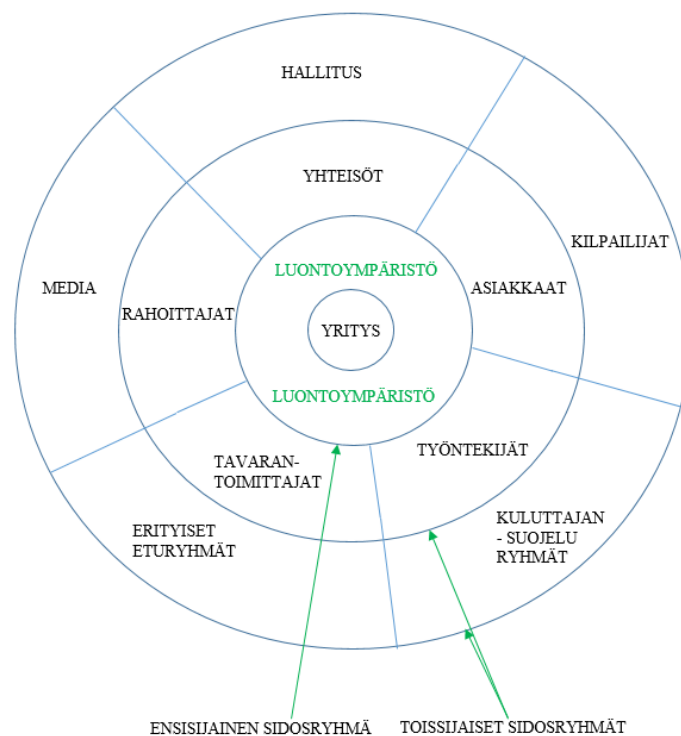 HALLITUS
YHTEISÖT
KILPAILIJAT
LUONTOYMPÄRISTÖ
MEDIA
ASIAKKAAT
RAHOITTAJAT
YRITYS
LUONTOYMPÄRISTÖ
TYÖNTEKIJÄT
TAVARAN-
TOIMITTAJAT
KULUTTAJAN
- SUOJELU
RYHMÄT
ERITYISET
ETURYHMÄT
ENSISIJAINEN SIDOSRYHMÄ
TOISSIJAISET SIDOSRYHMÄT